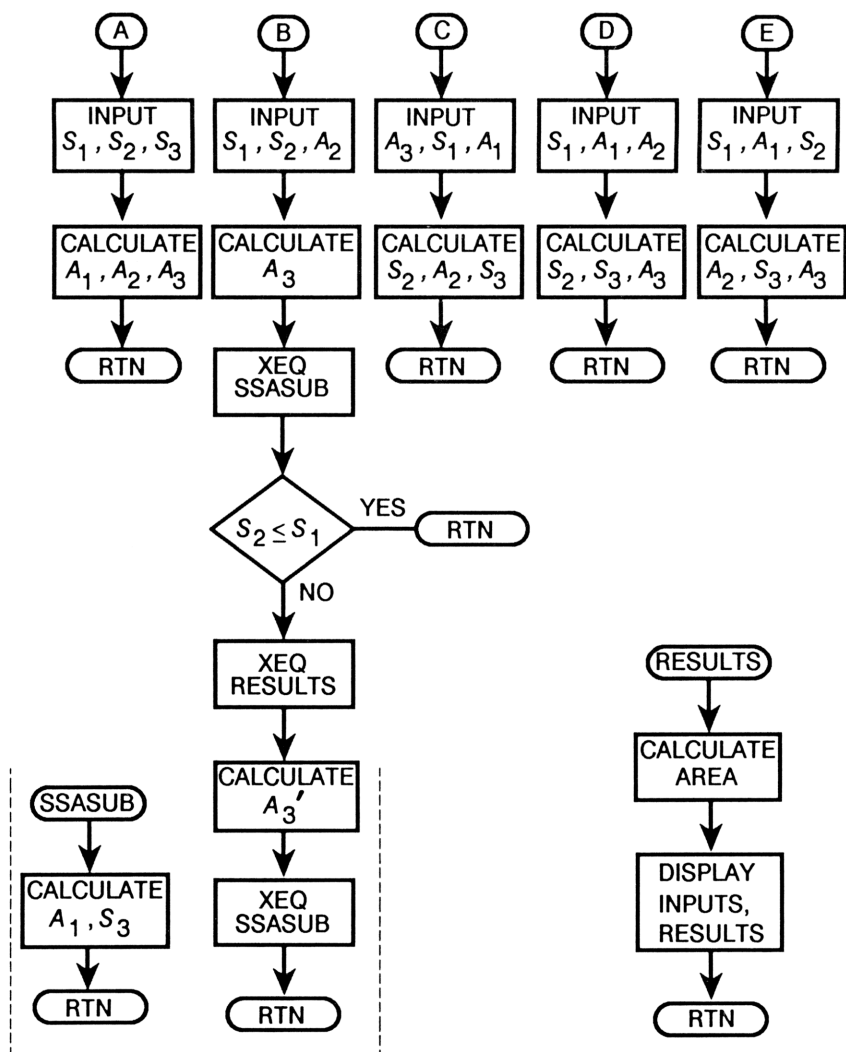 A
INPUT
S1, S2, S3
CALCULATE
A1, A2, A3
RTN
B
INPUT
S1, S2, A2
CALCULATE
A3
XEQ
SSASUB
S2 ≤ S1
YES
RTN
NO
XEQ
RESULTS
CALCULATE
A3′
XEQ
SSASUB
RTN
C
INPUT
A3, S1, A1
CALCULATE
S2, A2, S3
RTN
D
INPUT
S1, A1, A2
CALCULATE
S2, S3, A3
RTN
E
INPUT
S1, A1, S2
CALCULATE
A2, S3, A3
RTN
SSASUB
CALCULATE
A1, S3
RTN
RESULTS
CALCULATE
AREA
DISPLAY
INPUTS,
RESULTS
RTN